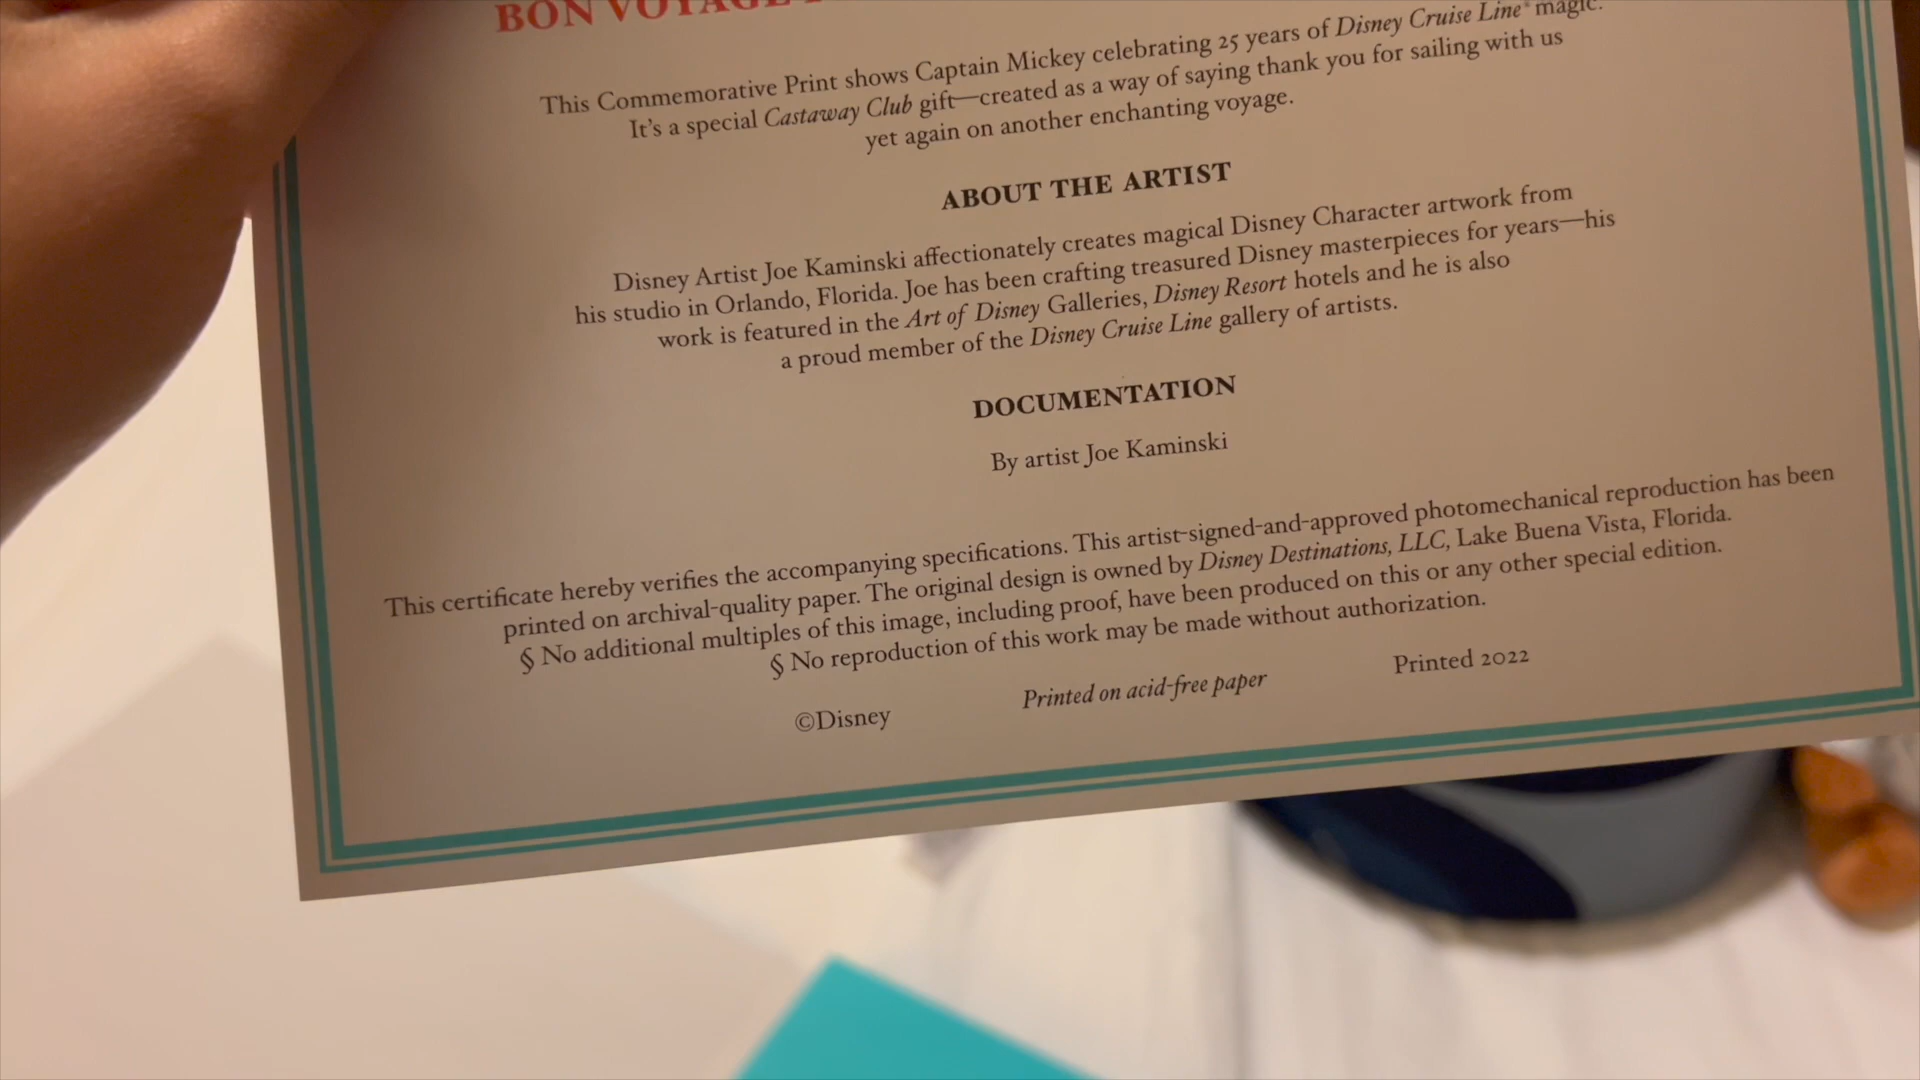 BON VOYAGE
This Commemorative Print shows Captain Mickey celebrating 25 years of Disney Cruise Line® magic.
It's a special Castaway Club gift—created as a way of saying thank you for sailing with us
yet again on another enchanting voyage.
ABOUT THE ARTIST
Disney Artist Joe Kaminski affectionately creates magical Disney Character artwork from
his studio in Orlando, Florida. Joe has been crafting treasured Disney masterpieces for years—his
work is featured in the Art of Disney Galleries, Disney Resort hotels and he is also
a proud member of the Disney Cruise Line gallery of artists.
DOCUMENTATION
By artist Joe Kaminski
This certificate hereby verifies the accompanying specifications. This artist-signed-and-approved photomechanical reproduction has been
printed on archival-quality paper. The original design is owned by Disney Destinations, LLC, Lake Buena Vista, Florida.
§ No additional multiples of this image, including proof, have been produced on this or any other special edition.
§ No reproduction of this work may be made without authorization.
©Disney Printed on acid-free paper Printed 2022